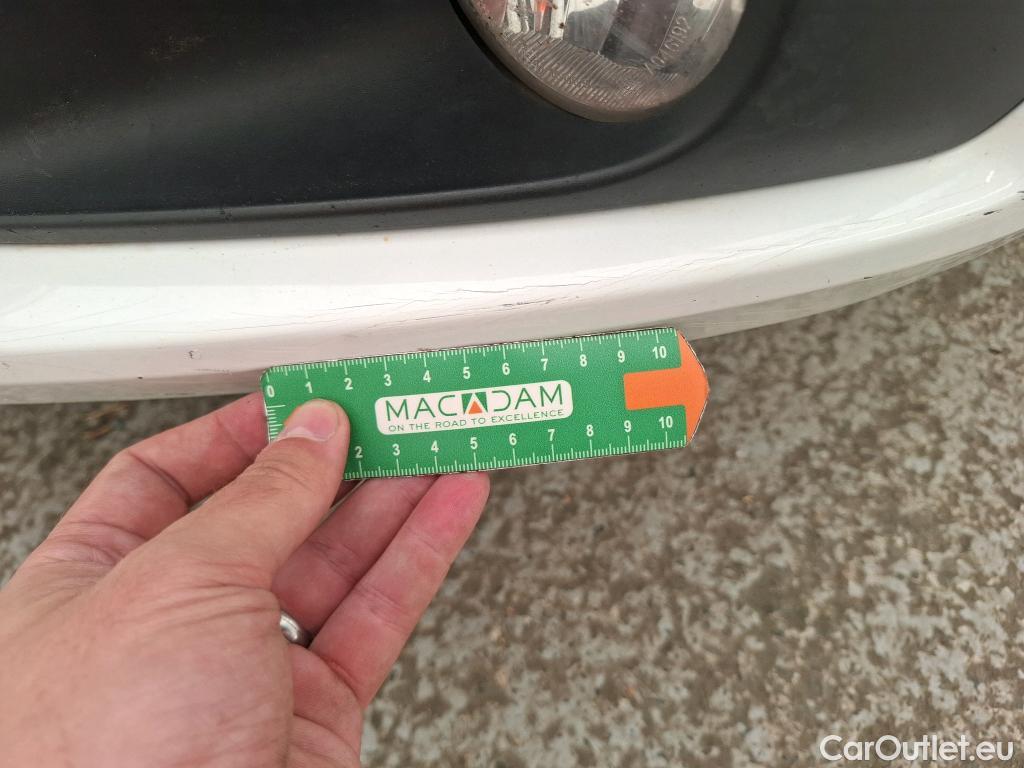 0 1 2 3 4 5 6 7 8 9 10
MACADAM
ON THE ROAD TO EXCELLENCE
2 3 4 5 6 7 8 9 10
CarOutlet.eu